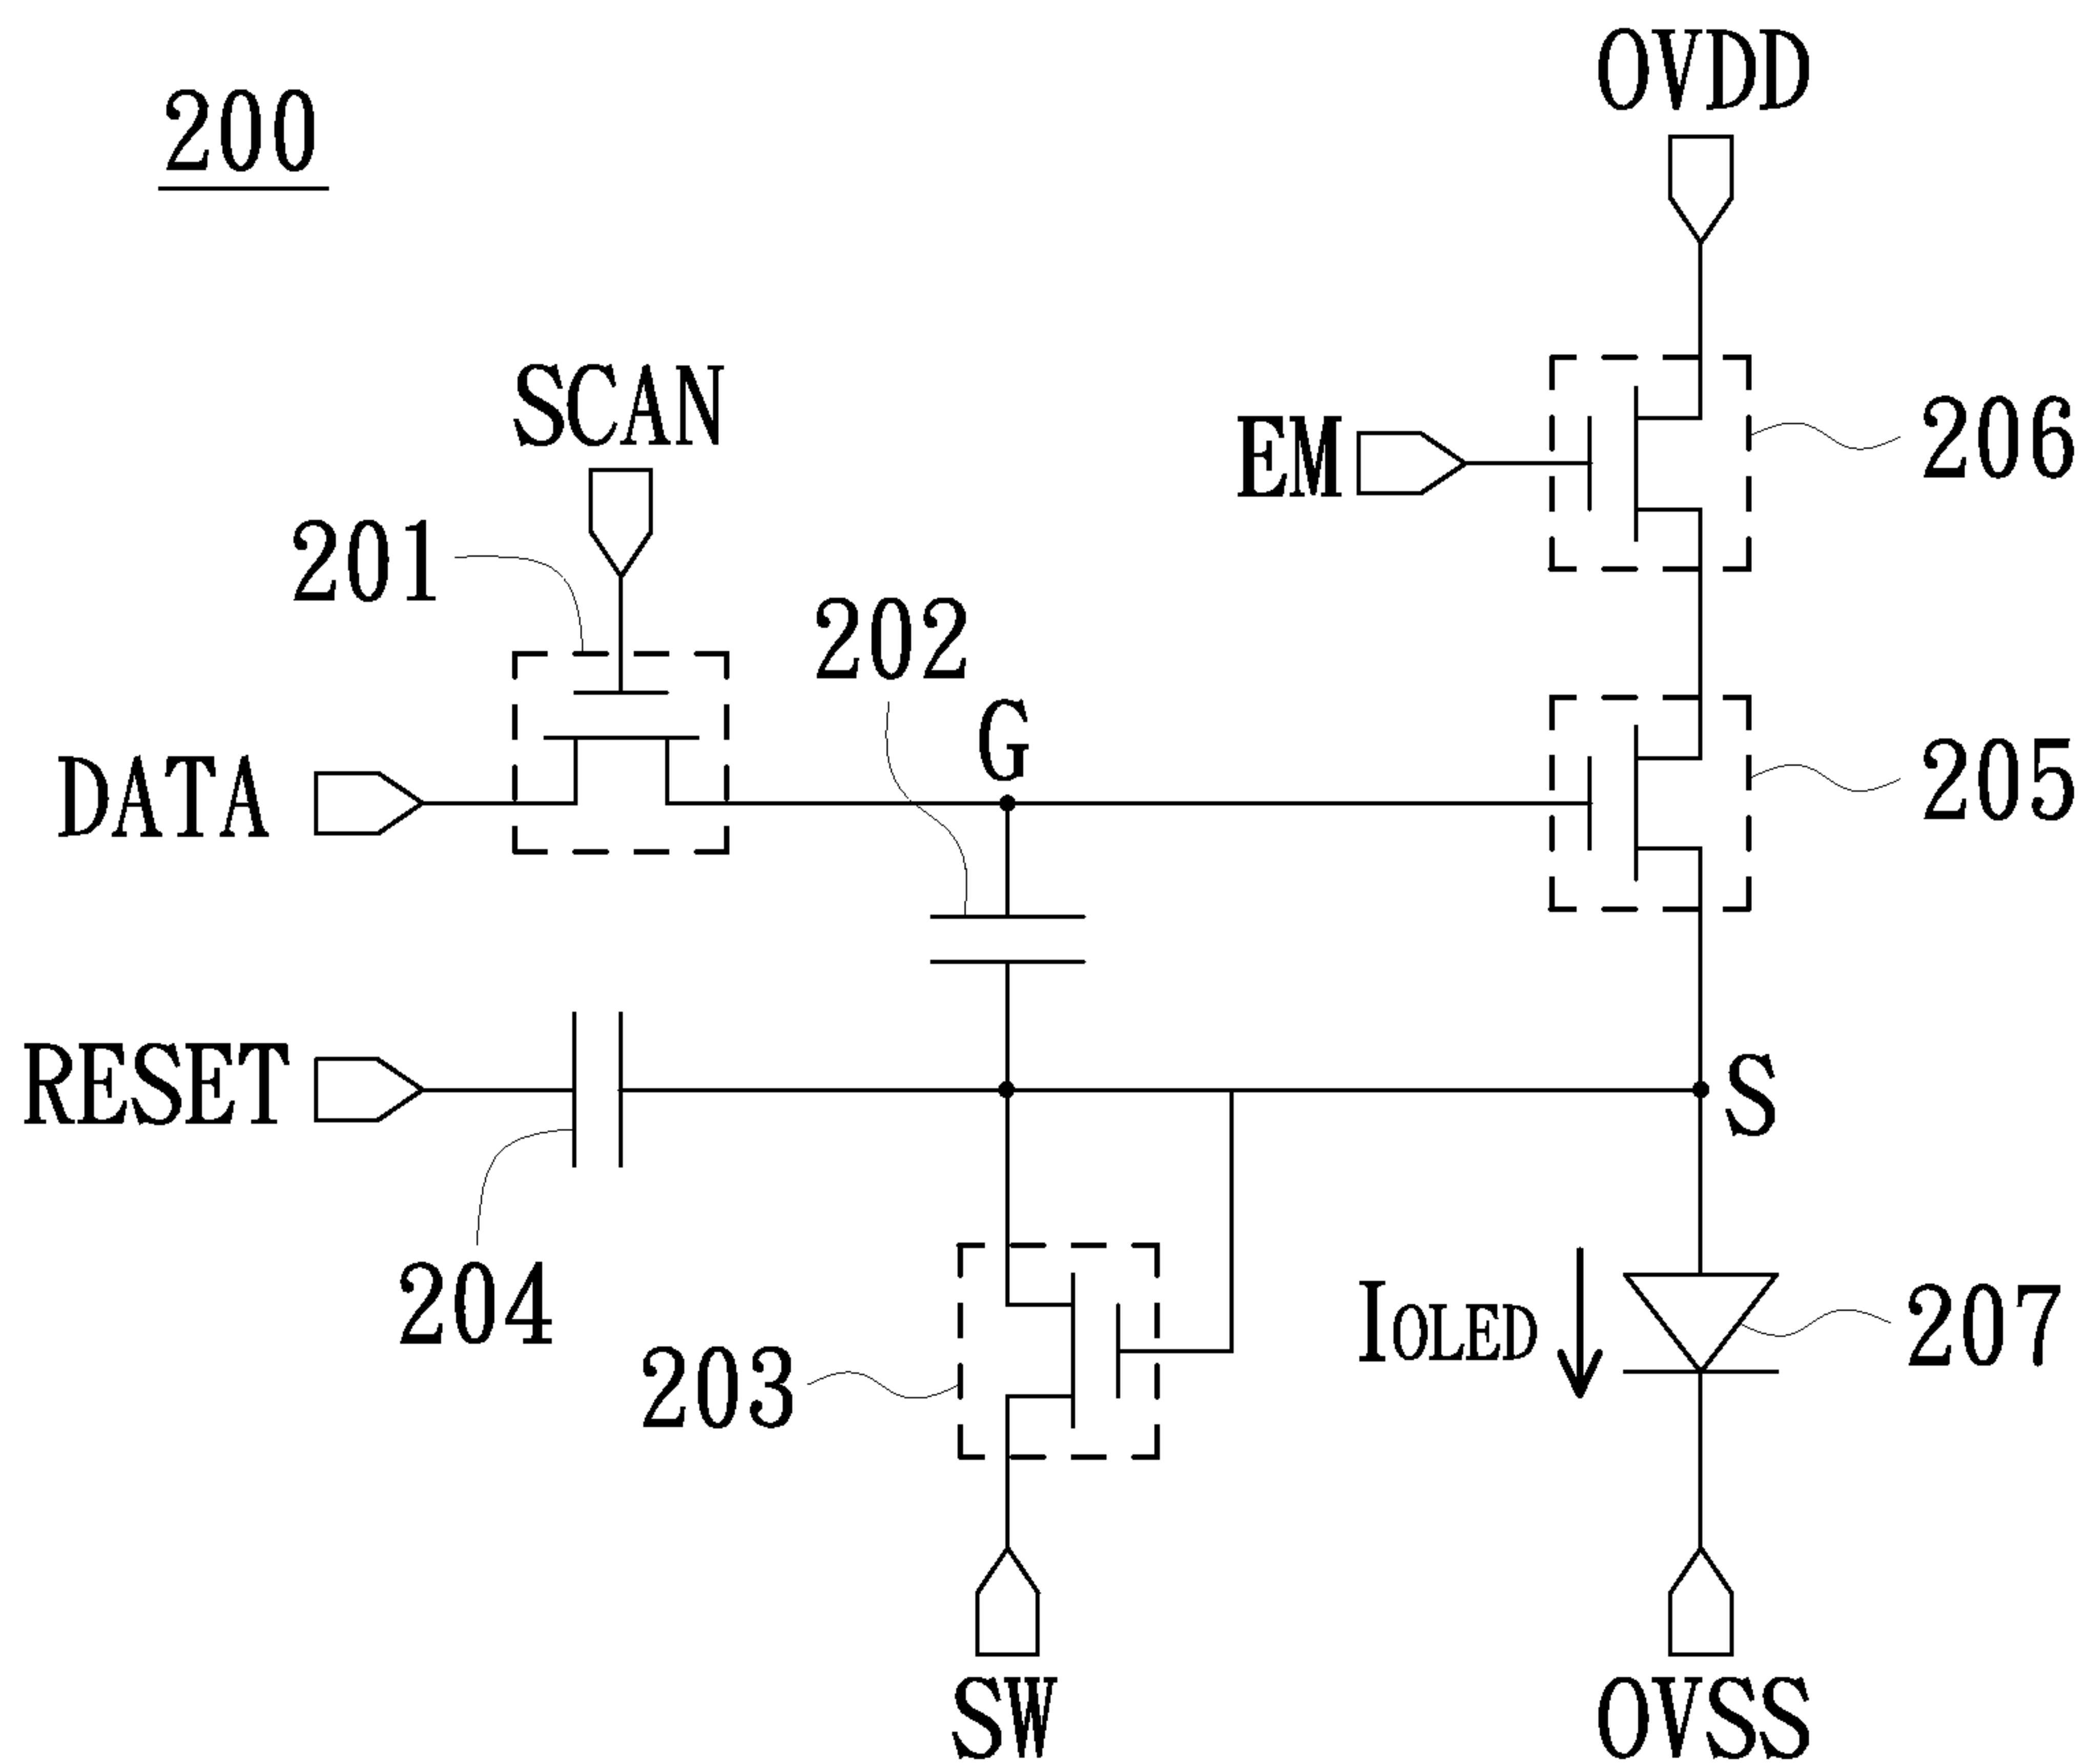 OVDD
200
SCAN
EM
206
201
202
G
205
DATA
RESET
S
204
203
IOLED
207
SW
OVSS